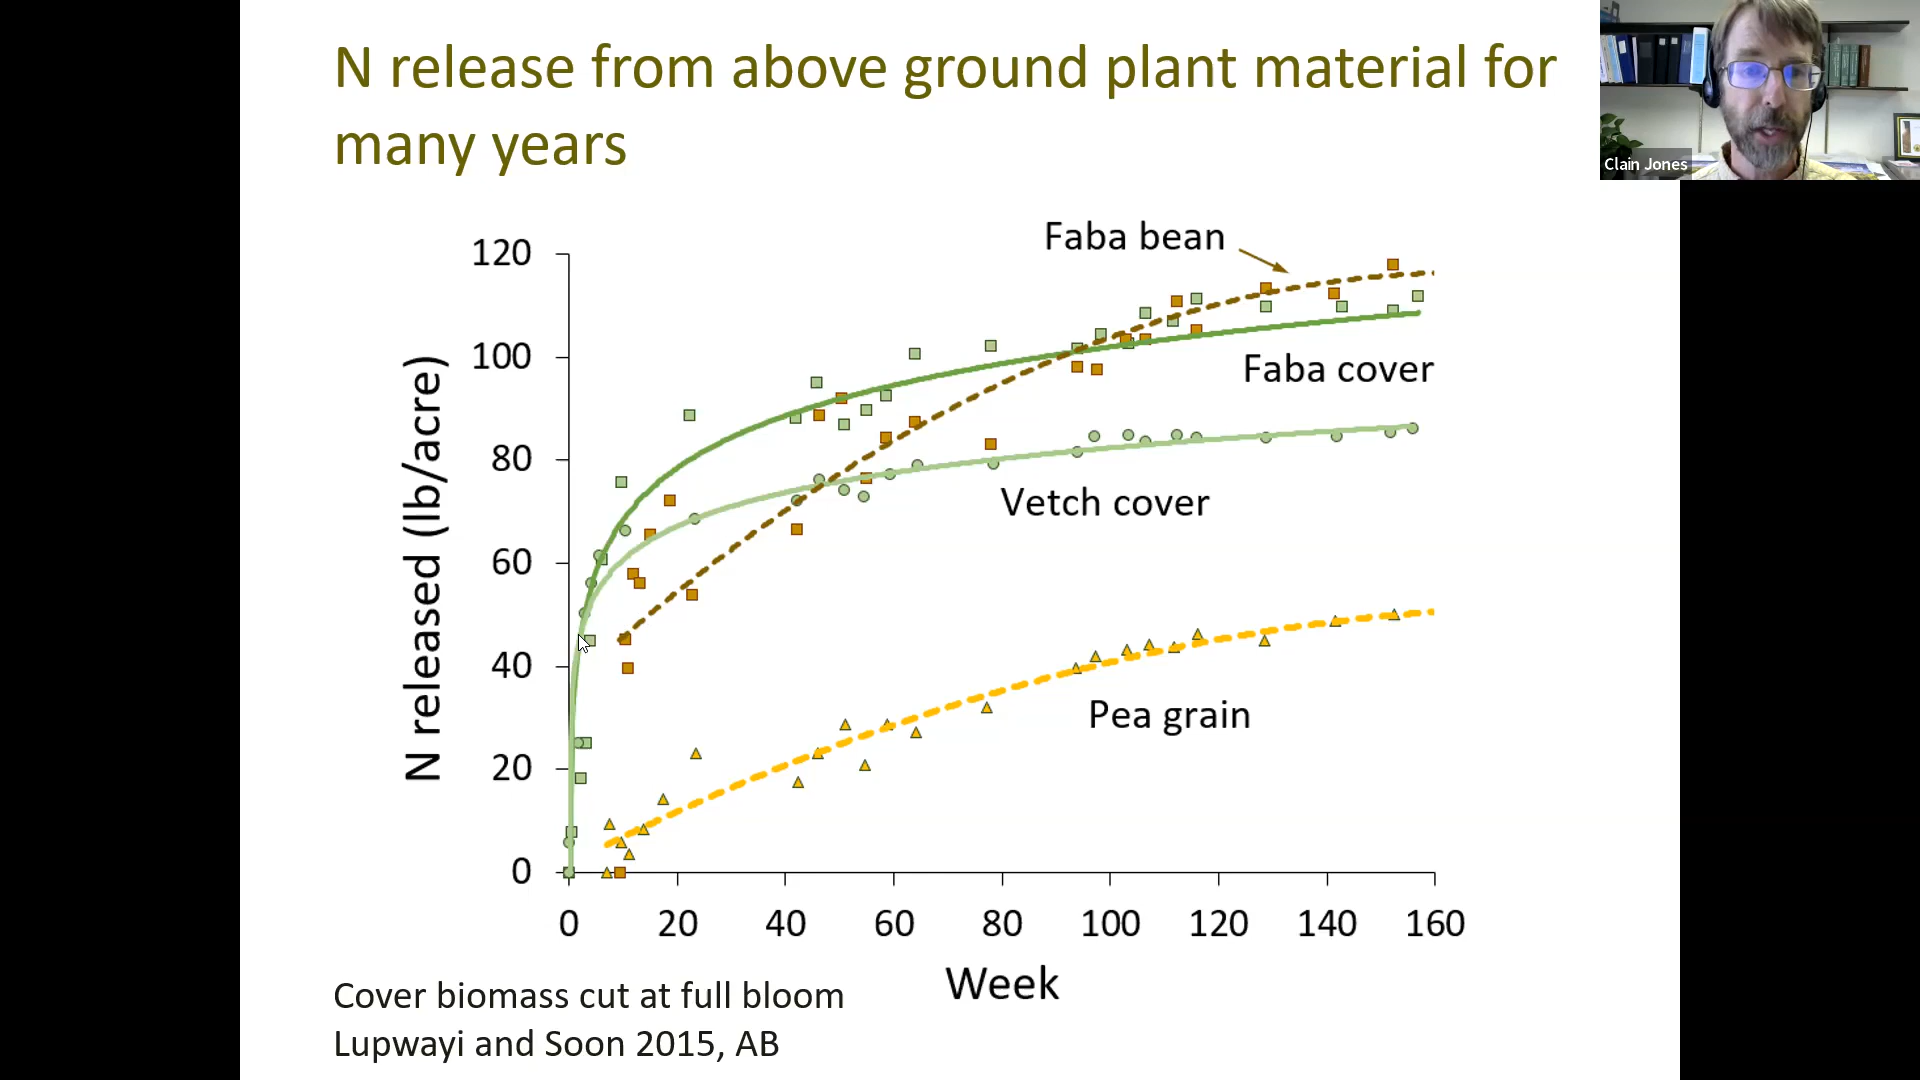 N release from above ground plant material for
many years
Clain Jones
Faba bean
Faba cover
Vetch cover
Pea grain
N released (lb/acre)
120
100
80
60
40
20
0
0 20 40 60 80 100 120 140 160
Week
Cover biomass cut at full bloom
Lupwayi and Soon 2015, AB